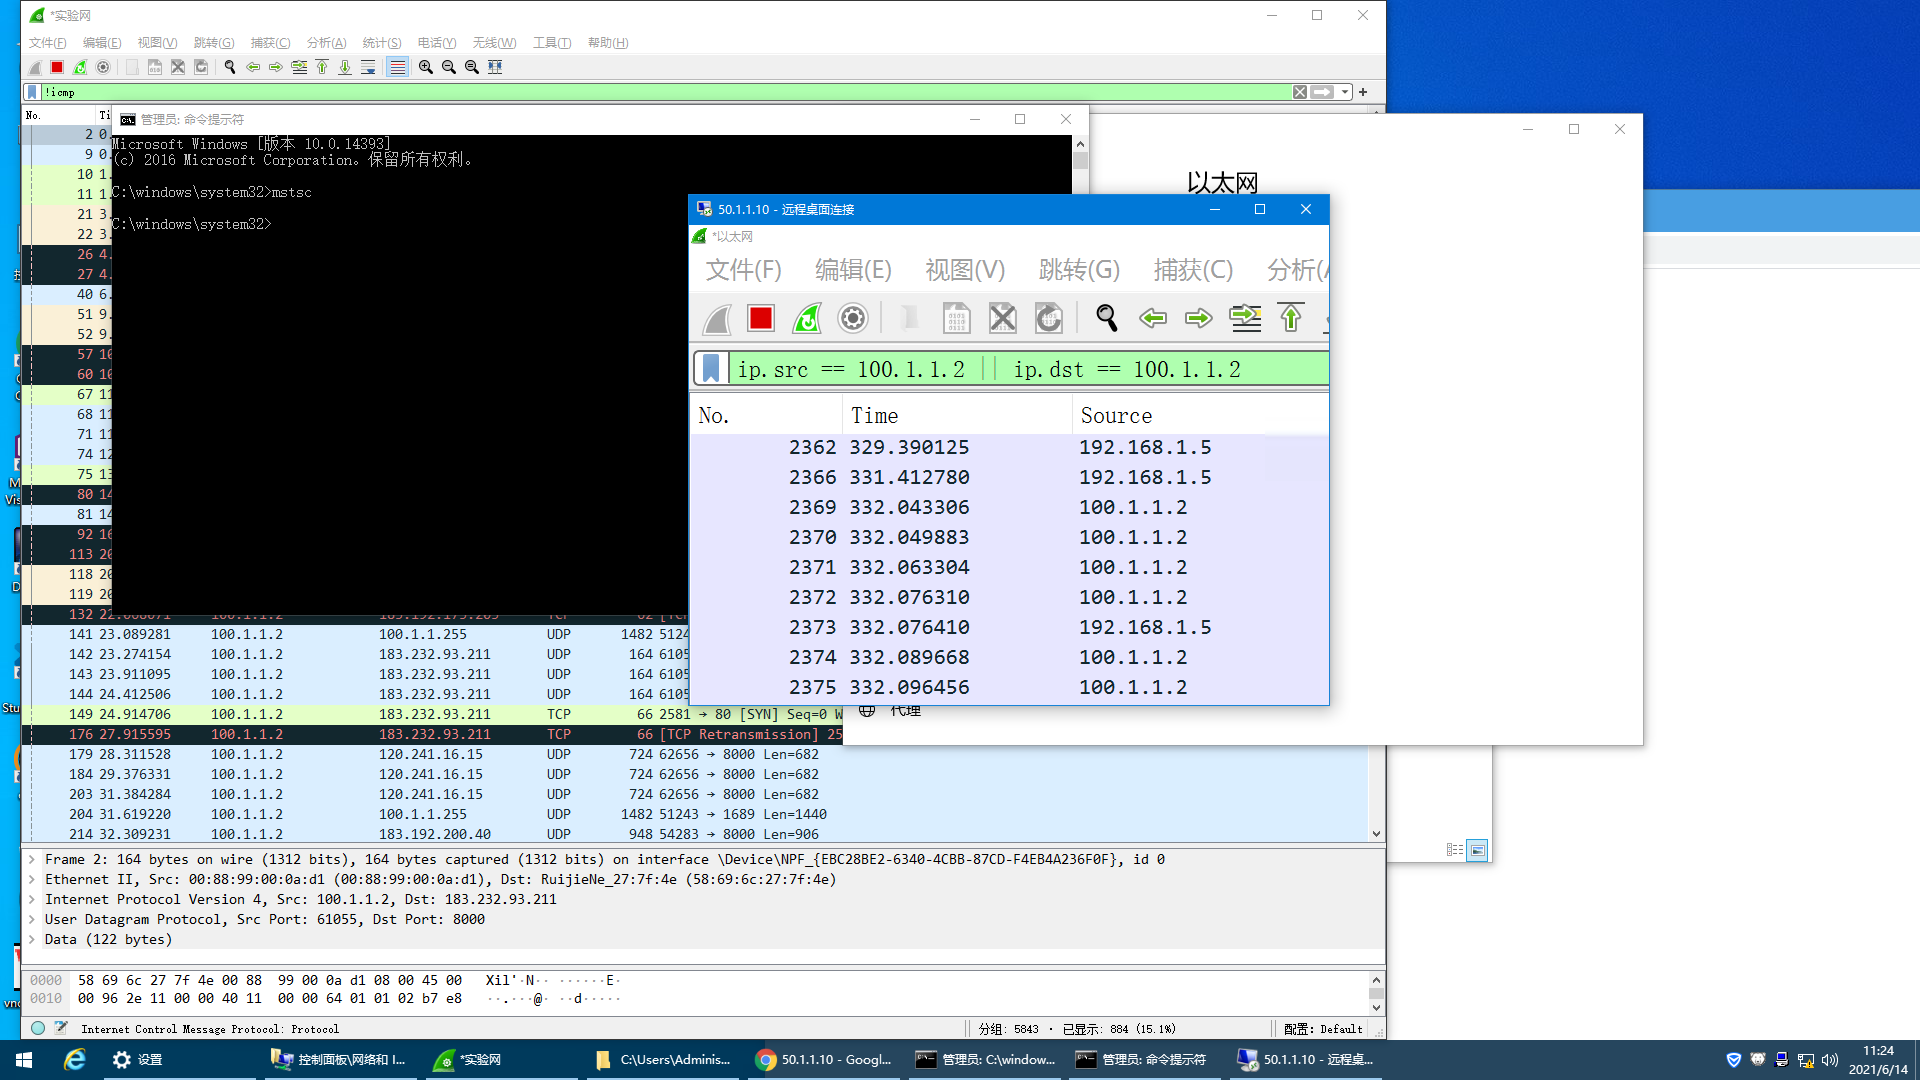 *实验网
文件(F) 编辑(E) 视图(V) 跳转(G) 捕获(C) 分析(A) 统计(S) 电话(Y) 无线(W) 工具(T) 帮助(H)
!icmp
No. Ti
管理员: 命令提示符
Microsoft Windows [版本 10.0.14393]
(c) 2016 Microsoft Corporation。保留所有权利。
C:\windows\system32>mstsc
C:\windows\system32>
以太网
50.1.1.10 - 远程桌面连接
*以太网
文件(F) 编辑(E) 视图(V) 跳转(G) 捕获(C) 分析(A
ip.src == 100.1.1.2 || ip.dst == 100.1.1.2
No. Time Source
2362 329.390125 192.168.1.5
2366 331.412780 192.168.1.5
2369 332.043306 100.1.1.2
2370 332.049883 100.1.1.2
2371 332.063304 100.1.1.2
2372 332.076310 100.1.1.2
2373 332.076410 192.168.1.5
2374 332.089668 100.1.1.2
2375 332.096456 100.1.1.2
代理
2 0.
9 0.
10 1.
11 1.
21 3.
22 3.
26 4.
27 4.
40 6.
51 9.
52 9.
57 10
60 10
67 11
68 11
71 11
74 12
75 13
80 14
81 14
92 16
113 20
118 20
119 20
132
141 23.089281 100.1.1.2 100.1.1.255 UDP 1482 5124
142 23.274154 100.1.1.2 183.232.93.211 UDP 164 6105
143 23.911095 100.1.1.2 183.232.93.211 UDP 164 6105
144 24.412506 100.1.1.2 183.232.93.211 UDP 164 6105
149 24.914706 100.1.1.2 183.232.93.211 TCP 66 2581 → 80 [SYN] Seq=0 W
176 27.915595 100.1.1.2 183.232.93.211 TCP 66 [TCP Retransmission] 25
179 28.311528 100.1.1.2 120.241.16.15 UDP 724 62656 → 8000 Len=682
184 29.376331 100.1.1.2 120.241.16.15 UDP 724 62656 → 8000 Len=682
203 31.384284 100.1.1.2 120.241.16.15 UDP 724 62656 → 8000 Len=682
204 31.619220 100.1.1.2 100.1.1.255 UDP 1482 51243 → 1689 Len=1440
214 32.309231 100.1.1.2 183.192.200.40 UDP 948 54283 → 8000 Len=906
Frame 2: 164 bytes on wire (1312 bits), 164 bytes captured (1312 bits) on interface \Device\NPF_{EBC28BE2-6340-4CBB-87CD-F4EB4A236F0F}, id 0
Ethernet II, Src: 00:88:99:00:0a:d1 (00:88:99:00:0a:d1), Dst: RuijieNe_27:7f:4e (58:69:6c:27:7f:4e)
Internet Protocol Version 4, Src: 100.1.1.2, Dst: 183.232.93.211
User Datagram Protocol, Src Port: 61055, Dst Port: 8000
Data (122 bytes)
0000 58 69 6c 27 7f 4e 00 88 99 00 0a d1 08 00 45 00 Xil'·N·· ······E·
0010 00 96 2e 11 00 00 40 11 00 00 64 01 01 02 b7 e8 ··.···@· ··d·····
Internet Control Message Protocol: Protocol
分组: 5843 · 已显示: 884 (15.1%)
配置: Default
设置
控制面板\网络和 I...
*实验网
C:\Users\Adminis...
50.1.1.10 - Googl...
管理员: C:\window...
管理员: 命令提示符
50.1.1.10 - 远程桌...
11:24
2021/6/14